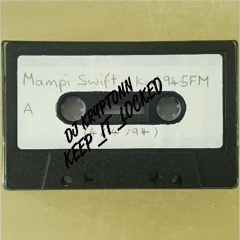 Mampi Swift
94.5FM
A
DJ KRYPTONN
KEEP_IT_LOCKED